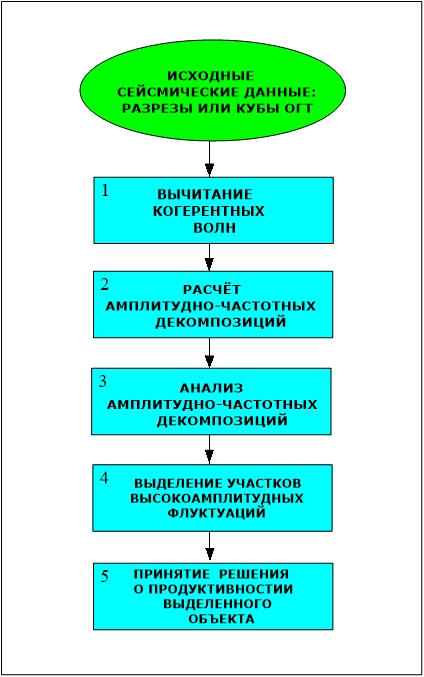 ИСХОДНЫЕ
СЕЙСМИЧЕСКИЕ ДАННЫЕ:
РАЗРЕЗЫ ИЛИ КУБЫ ОГТ
1
ВЫЧИТАНИЕ
КОГЕРЕНТНЫХ
ВОЛН
2
РАСЧЁТ
АМПЛИТУДНО-ЧАСТОТНЫХ
ДЕКОМПОЗИЦИЙ
3
АНАЛИЗ
АМПЛИТУДНО-ЧАСТОТНЫХ
ДЕКОМПОЗИЦИЙ
4
ВЫДЕЛЕНИЕ УЧАСТКОВ
ВЫСОКОАМПЛИТУДНЫХ
ФЛУКТУАЦИЙ
5
ПРИНЯТИЕ РЕШЕНИЯ
О ПРОДУКТИВНОСТИИ
ВЫДЕЛЕННОГО
ОБЪЕКТА